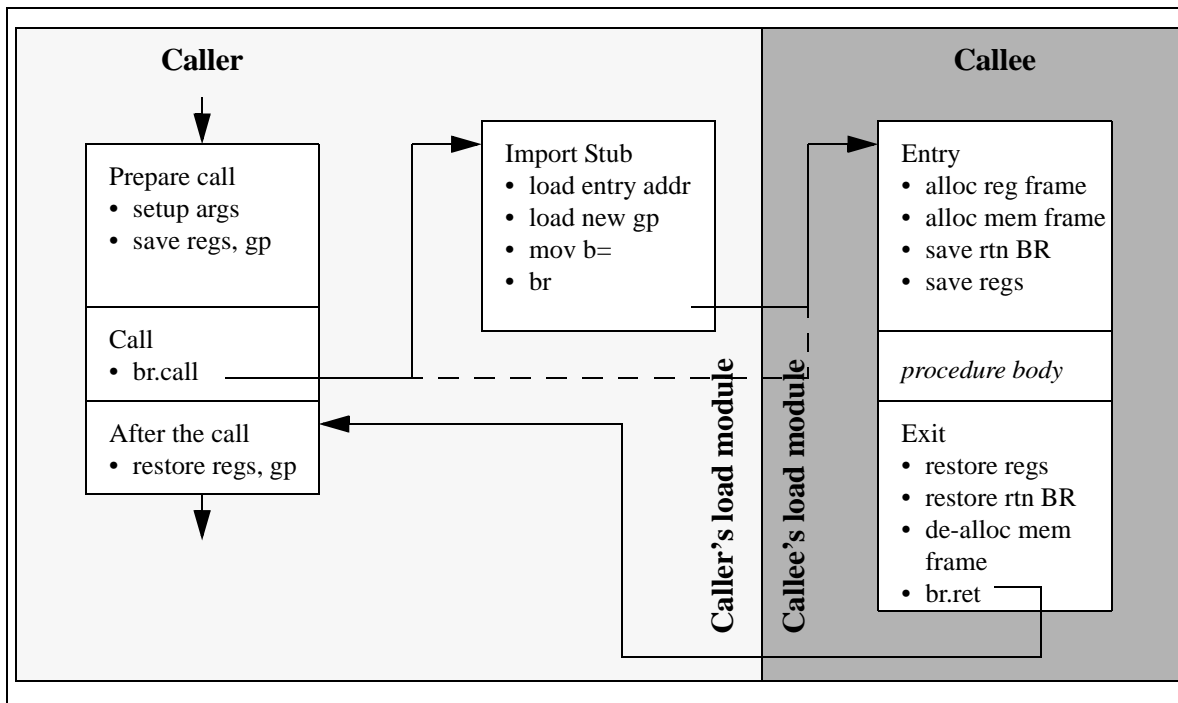 Caller
Prepare call
• setup args
• save regs, gp
Call
• br.call
After the call
• restore regs, gp
Import Stub
• load entry addr
• load new gp
• mov b=
• br
Caller’s load module
Callee’s load module
Callee
Entry
• alloc reg frame
• alloc mem frame
• save rtn BR
• save regs
procedure body
Exit
• restore regs
• restore rtn BR
• de-alloc mem
frame
• br.ret